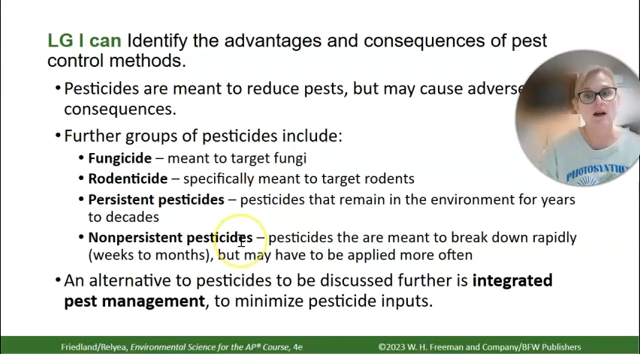 LG I can Identify the advantages and consequences of pest
control methods.
• Pesticides are meant to reduce pests, but may cause adverse
consequences.
• Further groups of pesticides include:
• Fungicide – meant to target fungi
• Rodenticide – specifically meant to target rodents
• Persistent pesticides – pesticides that remain in the environment for years
to decades
• Nonpersistent pesticides – pesticides the are meant to break down rapidly
(weeks to months), but may have to be applied more often
• An alternative to pesticides to be discussed further is integrated
pest management, to minimize pesticide inputs.
Friedland/Relyea, Environmental Science for the AP® Course, 4e
©2023 W. H. Freeman and Company/BFW Publishers